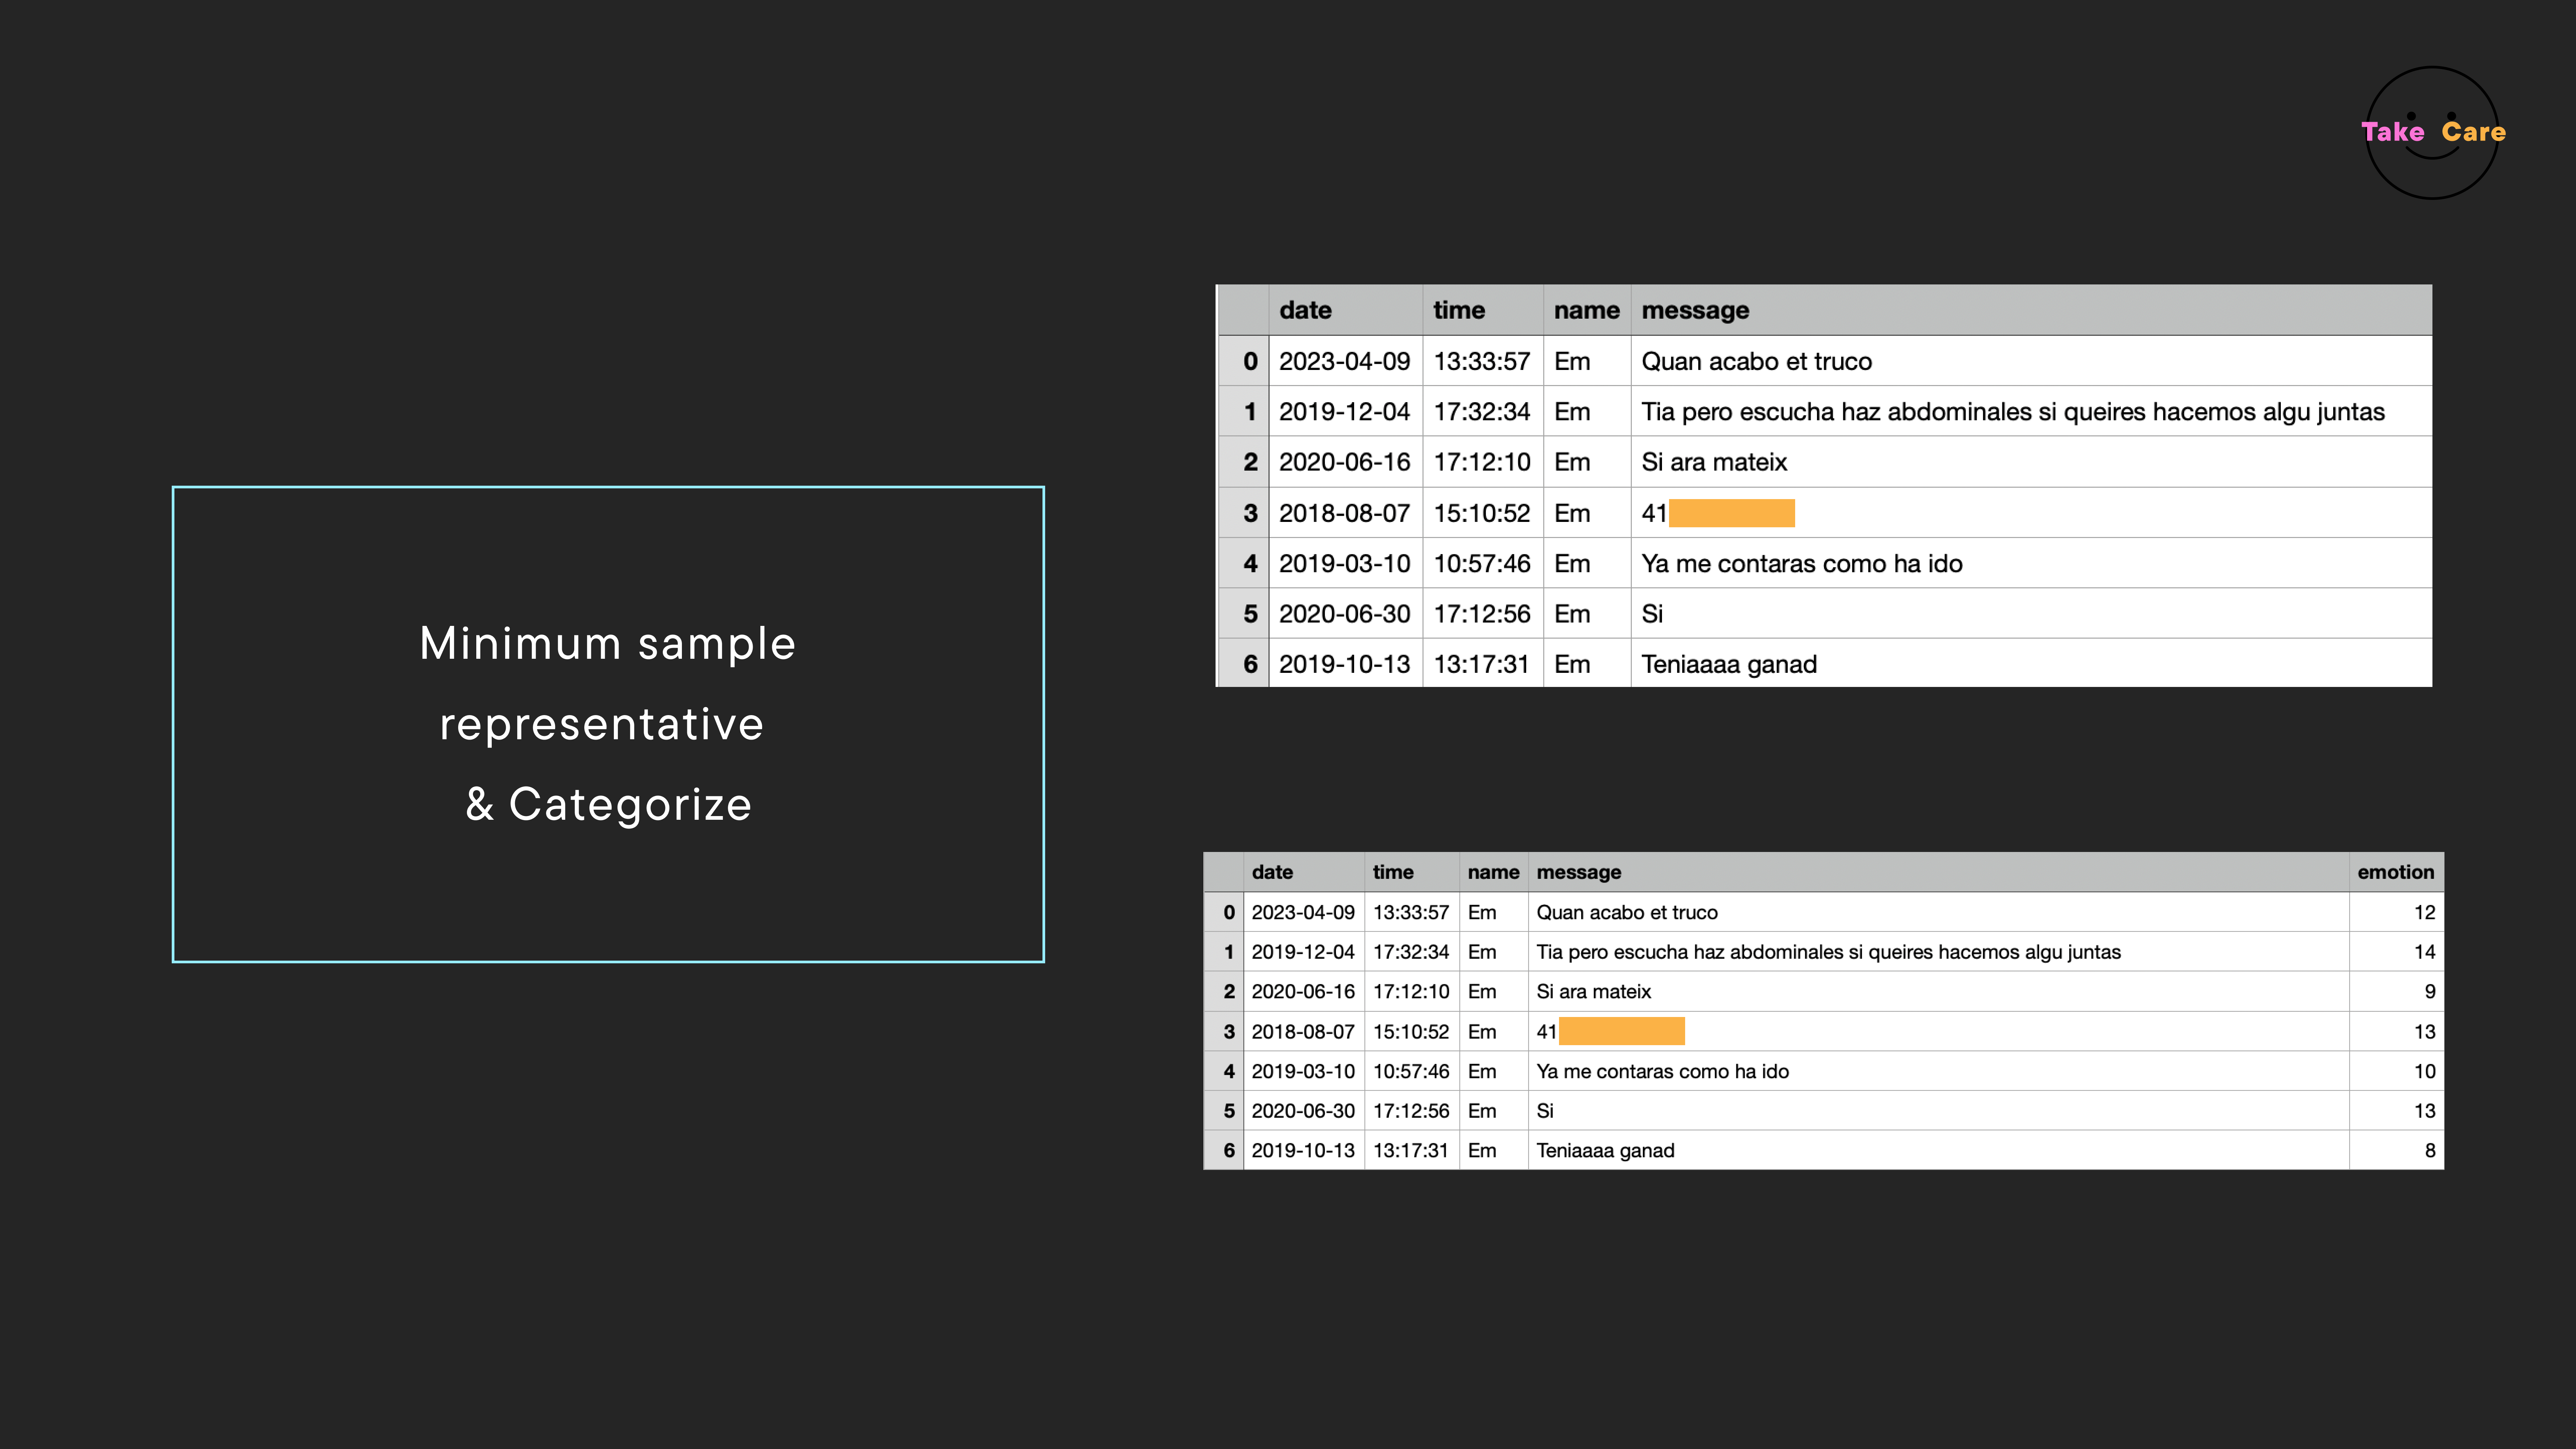 Take Care
Minimum sample
representative
& Categorize
date time name message
0 2023-04-09 13:33:57 Em Quan acabo et truco
1 2019-12-04 17:32:34 Em Tia pero escucha haz abdominales si queires hacemos algu juntas
2 2020-06-16 17:12:10 Em Si ara mateix
3 2018-08-07 15:10:52 Em 41
4 2019-03-10 10:57:46 Em Ya me contaras como ha ido
5 2020-06-30 17:12:56 Em Si
6 2019-10-13 13:17:31 Em Teniaaaa ganad
date time name message emotion
0 2023-04-09 13:33:57 Em Quan acabo et truco 12
1 2019-12-04 17:32:34 Em Tia pero escucha haz abdominales si queires hacemos algu juntas 14
2 2020-06-16 17:12:10 Em Si ara mateix 9
3 2018-08-07 15:10:52 Em 41 13
4 2019-03-10 10:57:46 Em Ya me contaras como ha ido 10
5 2020-06-30 17:12:56 Em Si 13
6 2019-10-13 13:17:31 Em Teniaaaa ganad 8